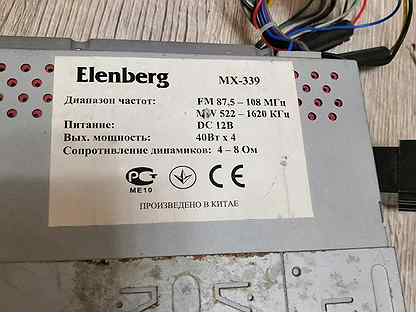 Elenberg MX-339
Диапазон частот: FM 87,5 – 108 МГц
MW 522 – 1620 КГц
Питание: DC 12В
Вых. мощность: 40Вт x 4
Сопротивление динамиков: 4 – 8 Ом
РС ME10 CE
ПРОИЗВЕДЕНО В КИТАЕ